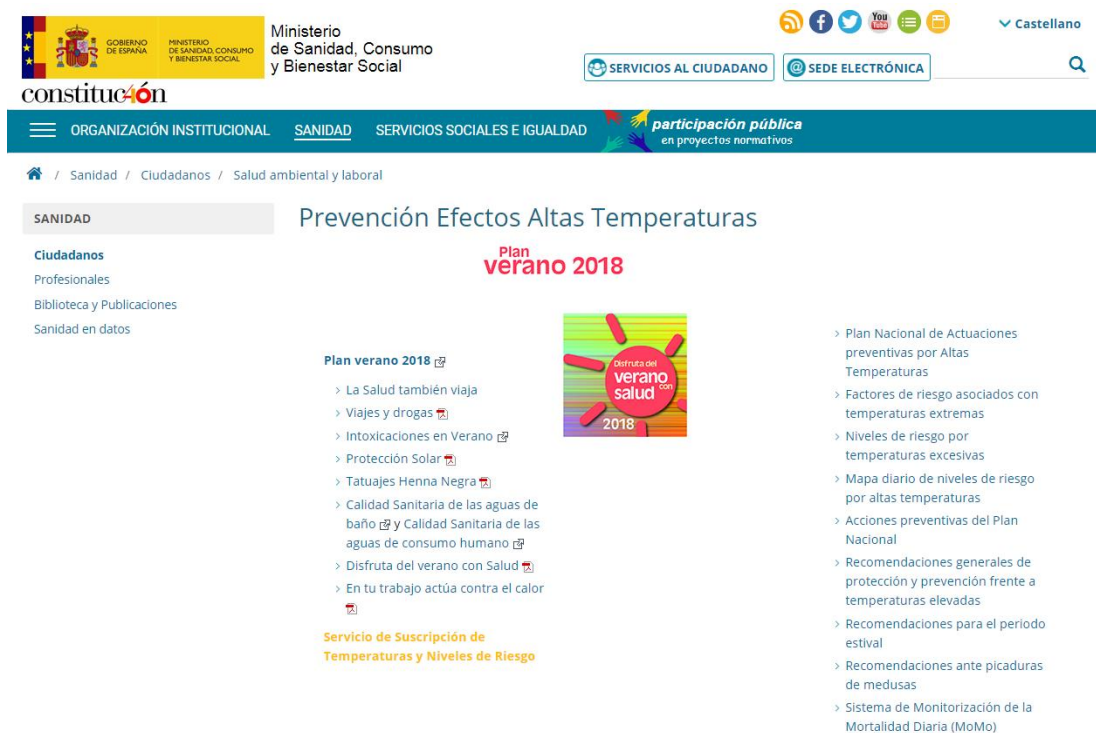 GOBIERNO
DE ESPAÑA
MINISTERIO
DE SANIDAD, CONSUMO
Y BIENESTAR SOCIAL
Ministerio
de Sanidad, Consumo
y Bienestar Social
You
Tube
Castellano
SERVICIOS AL CIUDADANO
@ SEDE ELECTRÓNICA
constituc40n
ORGANIZACIÓN INSTITUCIONAL
SANIDAD
SERVICIOS SOCIALES E IGUALDAD
participación pública
en proyectos normativos
/ Sanidad / Ciudadanos / Salud ambiental y laboral
SANIDAD
Ciudadanos
Profesionales
Biblioteca y Publicaciones
Sanidad en datos
Prevención Efectos Altas Temperaturas
Plan
verano 2018
Plan verano 2018
> La Salud también viaja
> Viajes y drogas
> Intoxicaciones en Verano
> Protección Solar
> Tatuajes Henna Negra
> Calidad Sanitaria de las aguas de
baño y Calidad Sanitaria de las
aguas de consumo humano
> Disfruta del verano con Salud
> En tu trabajo actúa contra el calor
Servicio de Suscripción de
Temperaturas y Niveles de Riesgo
Disfruta del
verano
con
salud
2018
> Plan Nacional de Actuaciones
preventivas por Altas
Temperaturas
> Factores de riesgo asociados con
temperaturas extremas
> Niveles de riesgo por
temperaturas excesivas
> Mapa diario de niveles de riesgo
por altas temperaturas
> Acciones preventivas del Plan
Nacional
> Recomendaciones generales de
protección y prevención frente a
temperaturas elevadas
> Recomendaciones para el periodo
estival
> Recomendaciones ante picaduras
de medusas
> Sistema de Monitorización de la
Mortalidad Diaria (MoMo)